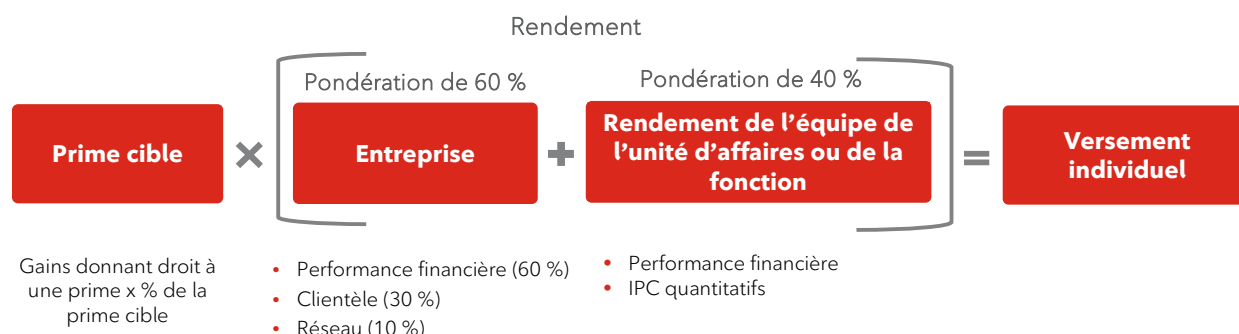 Rendement
Pondération de 60 %
Pondération de 40 %
Prime cible
×
Entreprise
+
Rendement de l’équipe de
l’unité d’affaires ou de la
fonction
=
Versement
individuel
Gains donnant droit à
une prime x % de la
prime cible
• Performance financière (60 %)
• Clientèle (30 %)
• Réseau (10 %)
• Performance financière
• IPC quantitatifs